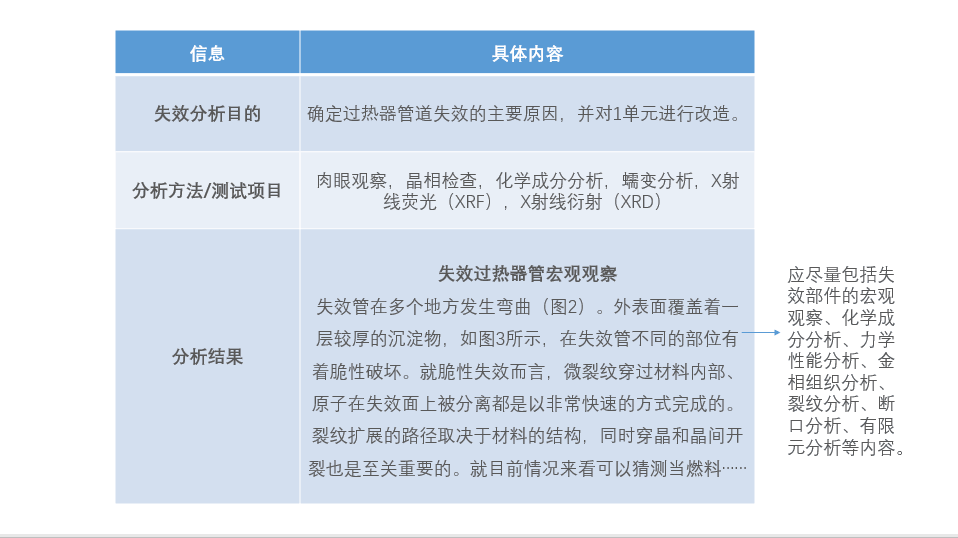 信息
具体内容
失效分析目的
确定过热器管道失效的主要原因，并对1单元进行改造。
分析方法/测试项目
肉眼观察，晶相检查，化学成分分析，蠕变分析，X射
线荧光（XRF），X射线衍射（XRD）
分析结果
失效过热器管宏观观察
失效管在多个地方发生弯曲（图2）。外表面覆盖着一
层较厚的沉淀物，如图3所示，在失效管不同的部位有
着脆性破坏。就脆性失效而言，微裂纹穿过材料内部、
原子在失效面上被分离都是以非常快速的方式完成的。
裂纹扩展的路径取决于材料的结构，同时穿晶和晶间开
裂也是至关重要的。就目前情况来看可以猜测当燃料……
应尽量包括失
效部件的宏观
观察、化学成
分分析、力学
性能分析、金
相组织分析、
裂纹分析、断
口分析、有限
元分析等内容。